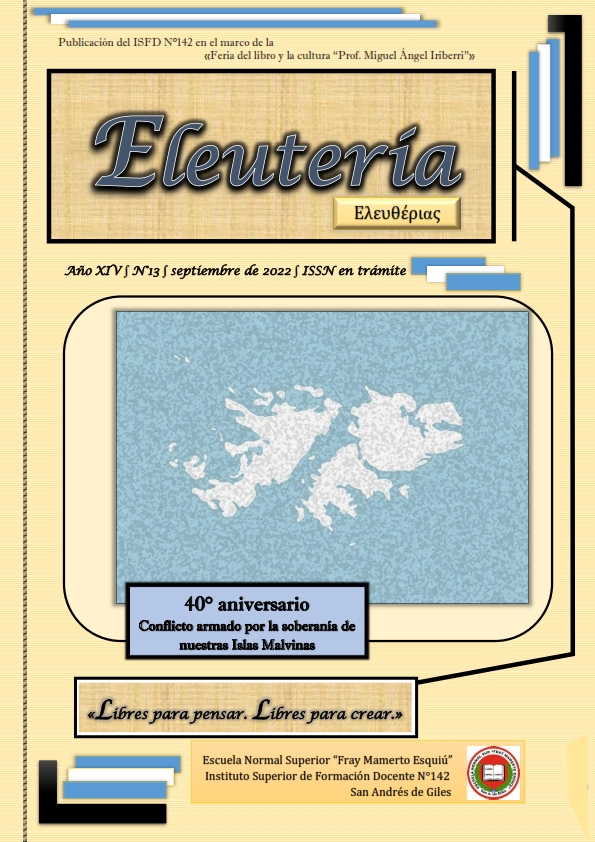 Publicación del ISFD N°142 en el marco de la
«Feria del libro y la cultura “Prof. Miguel Ángel Iriberri”»
Eleutería
Ελευθέριας
Año XIV ∫ N°13 ∫ septiembre de 2022 ∫ ISSN en trámite
40° aniversario
Conflicto armado por la soberanía de
nuestras Islas Malvinas
«Libres para pensar. Libres para crear.»
Escuela Normal Superior “Fray Mamerto Esquiú”
Instituto Superior de Formación Docente N°142
San Andrés de Giles